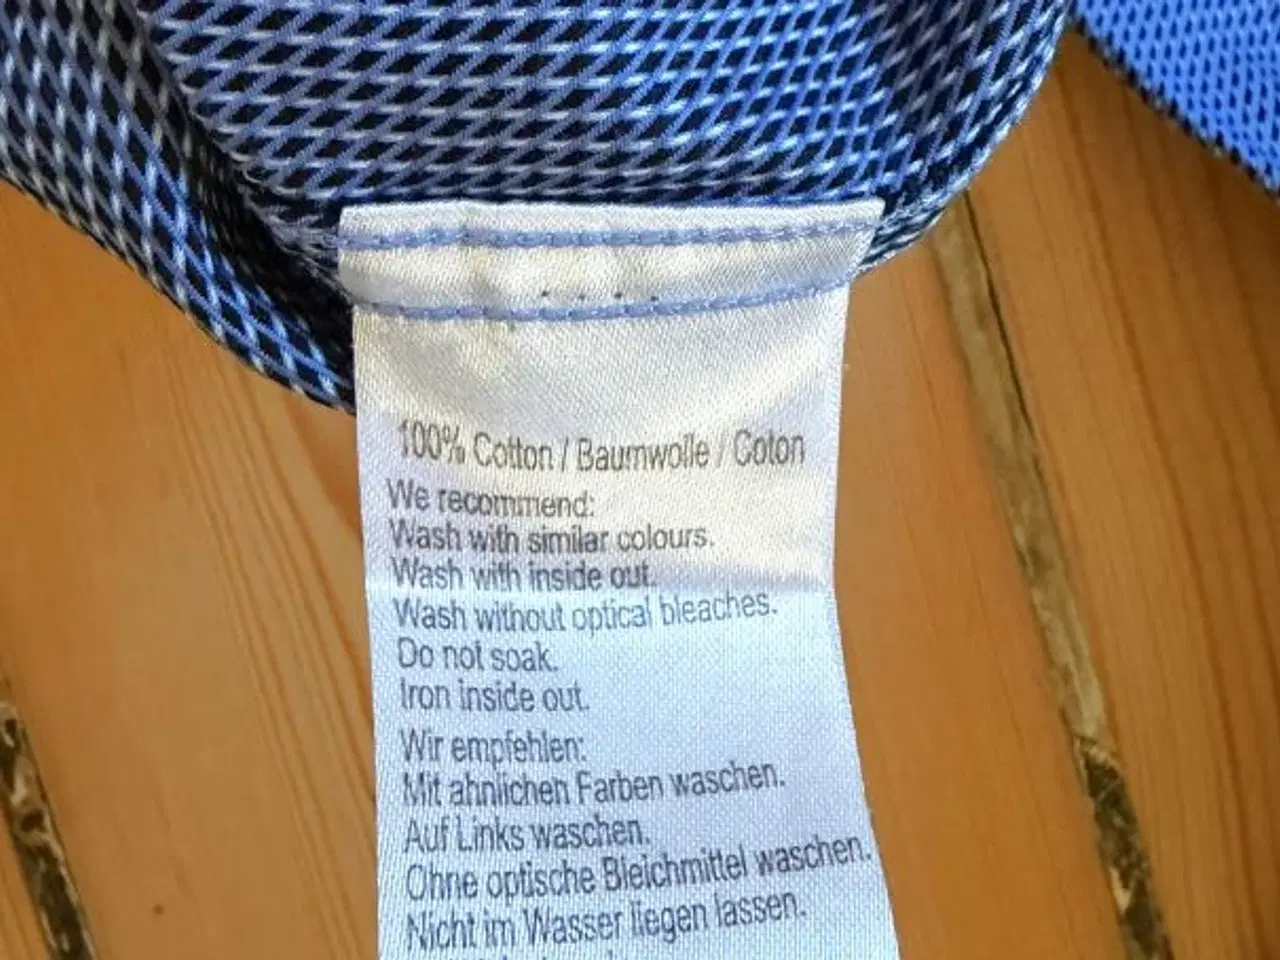 100% Cotton / Baumwolle / Coton
We recommend:
Wash with similar colours.
Wash with inside out.
Wash without optical bleaches.
Do not soak.
Iron inside out.
Wir empfehlen:
Mit ahnlichen Farben waschen.
Auf Links waschen.
Ohne optische Bleichmittel waschen.
Nicht im Wasser liegen lassen.